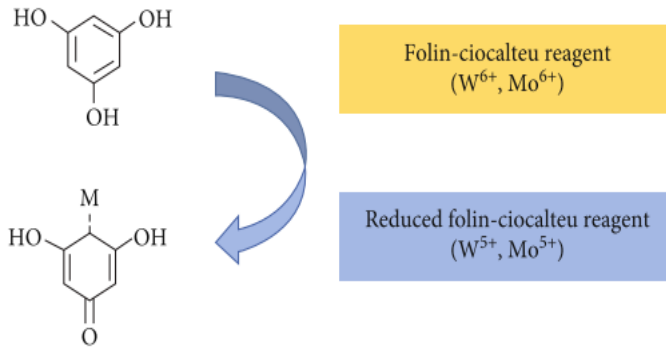 HO OH
OH
Folin-ciocalteu reagent
(W⁶⁺, Mo⁶⁺)
M
HO OH
O
Reduced folin-ciocalteu reagent
(W⁵⁺, Mo⁵⁺)